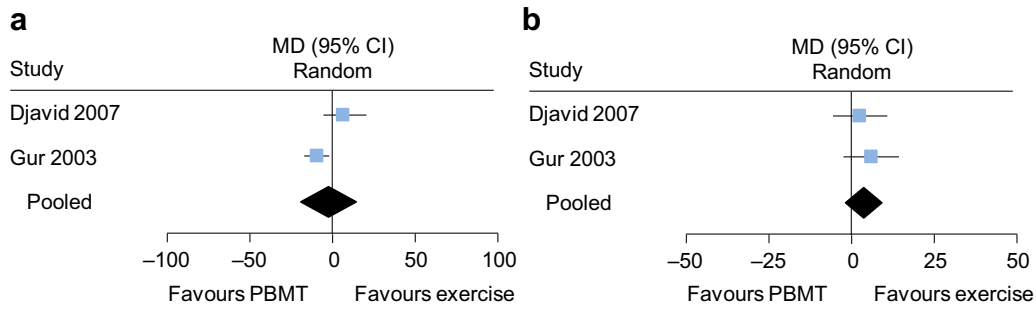 a
MD (95% CI)
Study Random
Djavid 2007
Gur 2003
Pooled
–100 –50 0 50 100
Favours PBMT Favours exercise
b
MD (95% CI)
Study Random
Djavid 2007
Gur 2003
Pooled
–50 –25 0 25 50
Favours PBMT Favours exercise